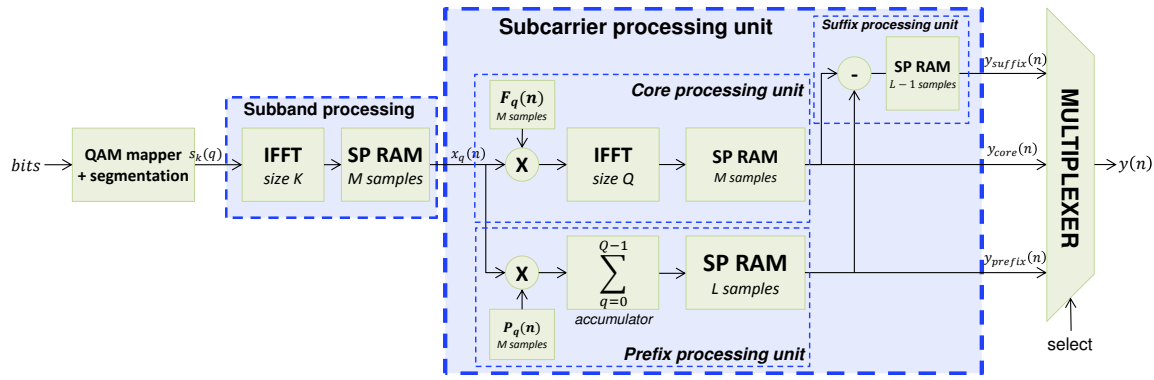 Subcarrier processing unit
Suffix processing unit
SP RAM
L − 1 samples
-
y_suffix(n)
Core processing unit
F_q(n)
M samples
Subband processing
bits
QAM mapper
+ segmentation
s_k(q)
IFFT
size K
SP RAM
M samples
x_q(n)
X
IFFT
size Q
SP RAM
M samples
y_core(n)
MULTIPLEXER
y(n)
X
Q−1
∑
q=0
accumulator
SP RAM
L samples
y_prefix(n)
P_q(n)
M samples
Prefix processing unit
select